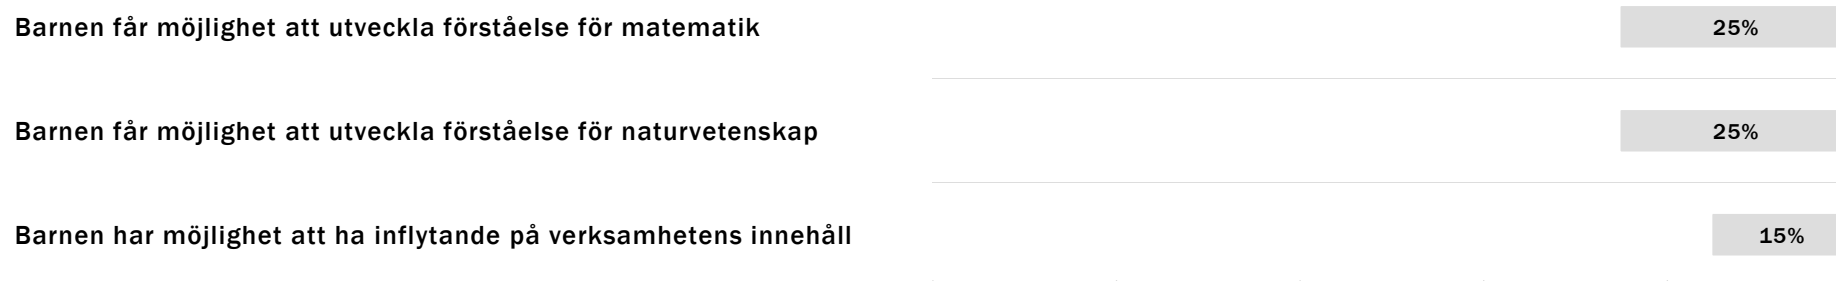 Barnen får möjlighet att utveckla förståelse för matematik 25%
Barnen får möjlighet att utveckla förståelse för naturvetenskap 25%
Barnen har möjlighet att ha inflytande på verksamhetens innehåll 15%